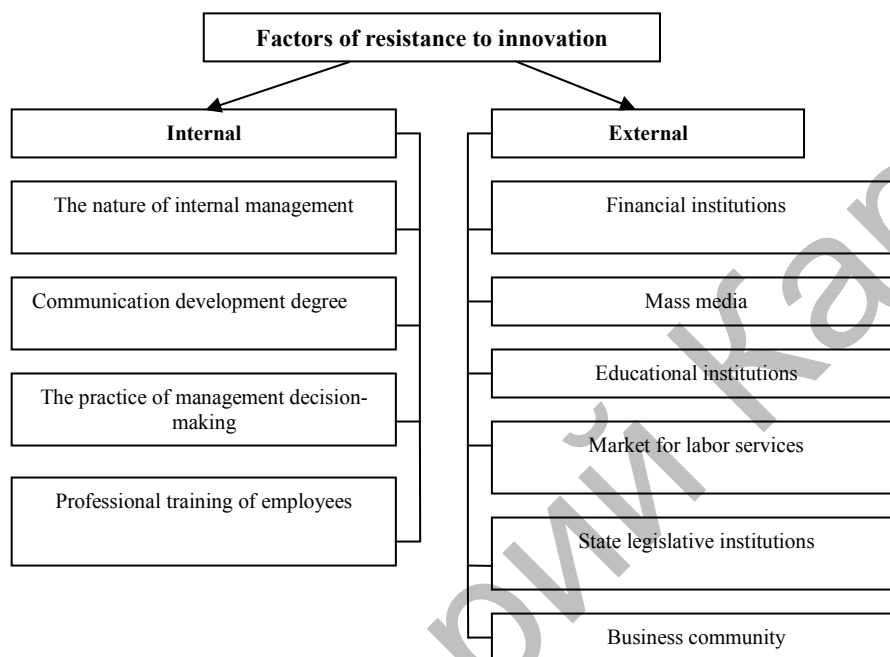 Factors of resistance to innovation
Internal
The nature of internal management
Communication development degree
The practice of management decision-
making
Professional training of employees
External
Financial institutions
Mass media
Educational institutions
Market for labor services
State legislative institutions
Business community